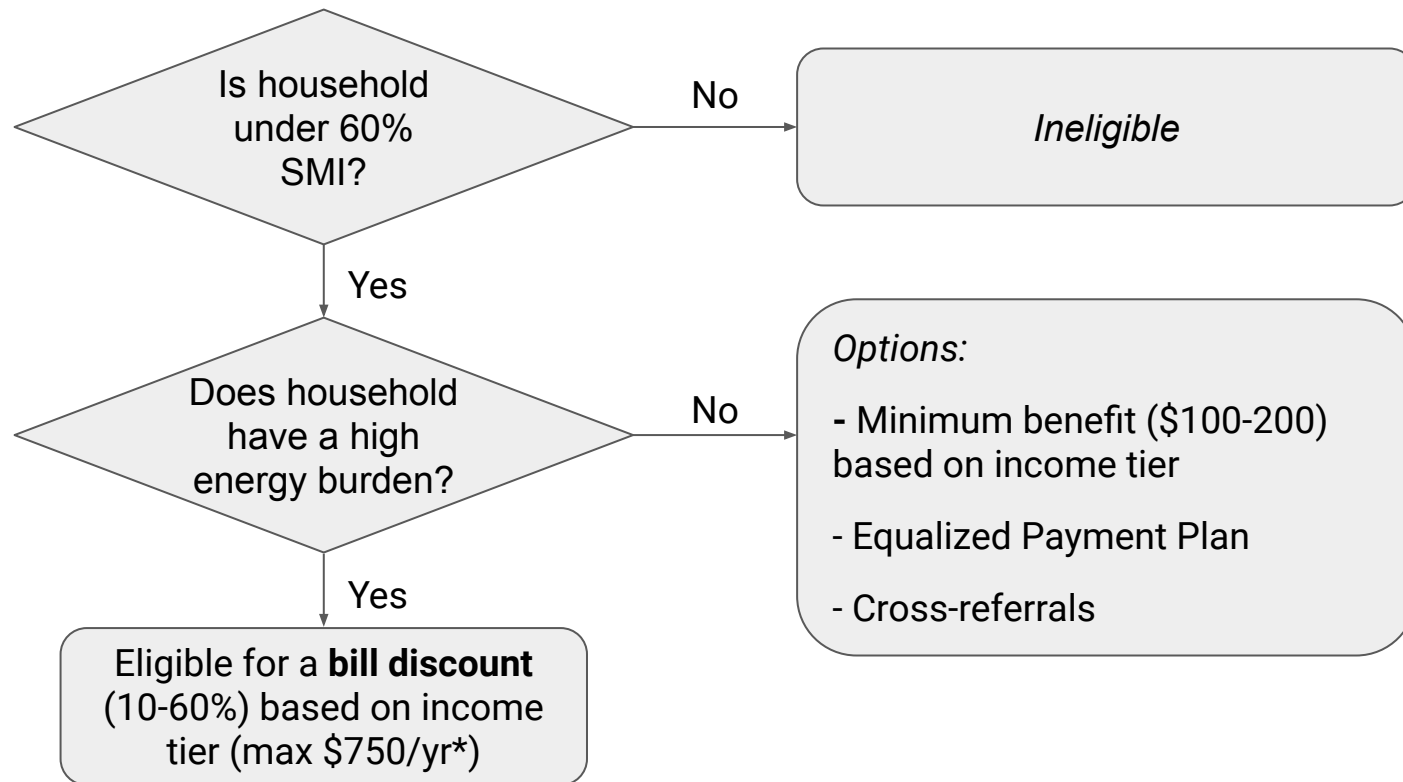 Is household
under 60%
SMI?
No
Ineligible
Yes
Does household
have a high
energy burden?
No
Options:
- Minimum benefit ($100-200)
based on income tier
- Equalized Payment Plan
- Cross-referrals
Yes
Eligible for a bill discount
(10-60%) based on income
tier (max $750/yr*)